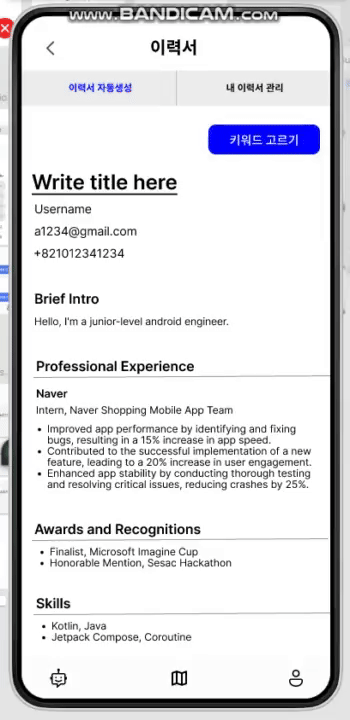 www.BANDICAM.com
이력서
이력서 자동생성
내 이력서 관리
키워드 고르기
Write title here
Username
a1234@gmail.com
+821012341234
Brief Intro
Hello, I'm a junior-level android engineer.
Professional Experience
Naver
Intern, Naver Shopping Mobile App Team
• Improved app performance by identifying and fixing
bugs, resulting in a 15% increase in app speed.
• Contributed to the successful implementation of a new
feature, leading to a 20% increase in user engagement.
• Enhanced app stability by conducting thorough testing
and resolving critical issues, reducing crashes by 25%.
Awards and Recognitions
• Finalist, Microsoft Imagine Cup
• Honorable Mention, Sesac Hackathon
Skills
• Kotlin, Java
• Jetpack Compose, Coroutine